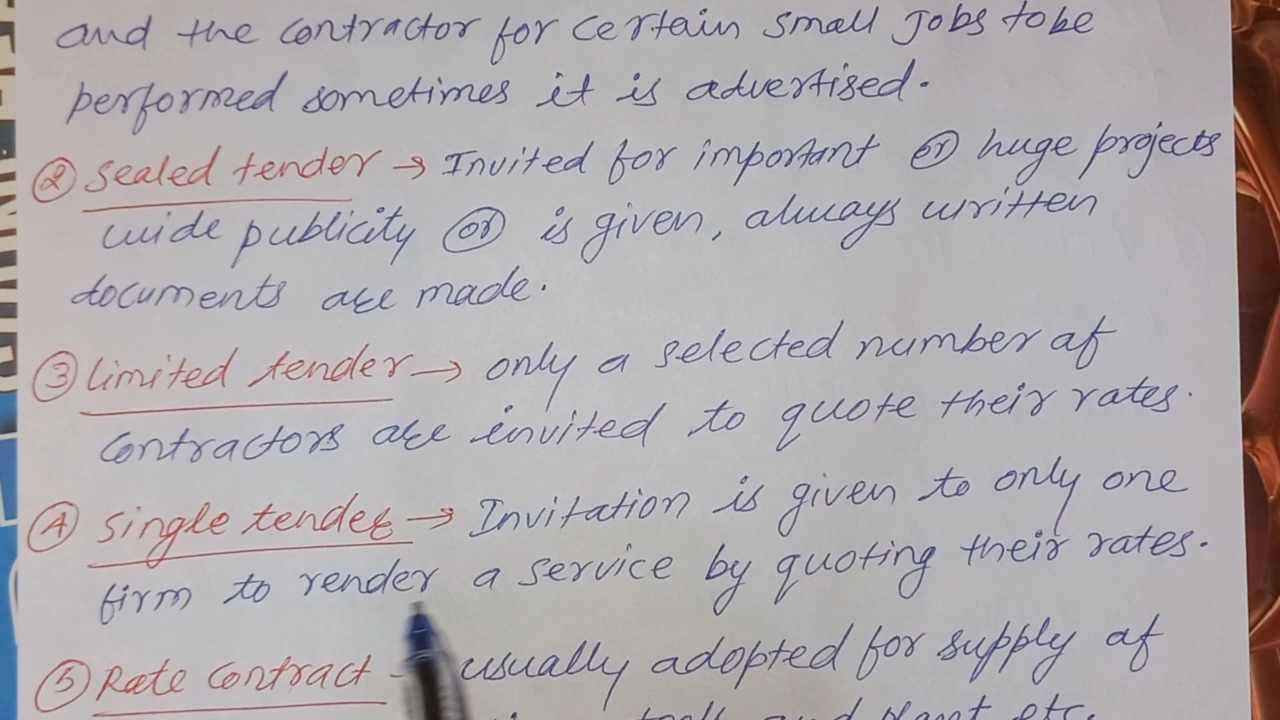 and the contractor for certain small jobs to be
performed sometimes it is advertised.
② Sealed tender → Invited for important or huge projects
wide publicity or is given, always written
documents are made.
③ limited tender → only a selected number of
contractors are invited to quote their rates.
④ Single tender → Invitation is given to only one
firm to render a service by quoting their rates.
⑤ Rate contract - usually adopted for supply of
and plant etc.